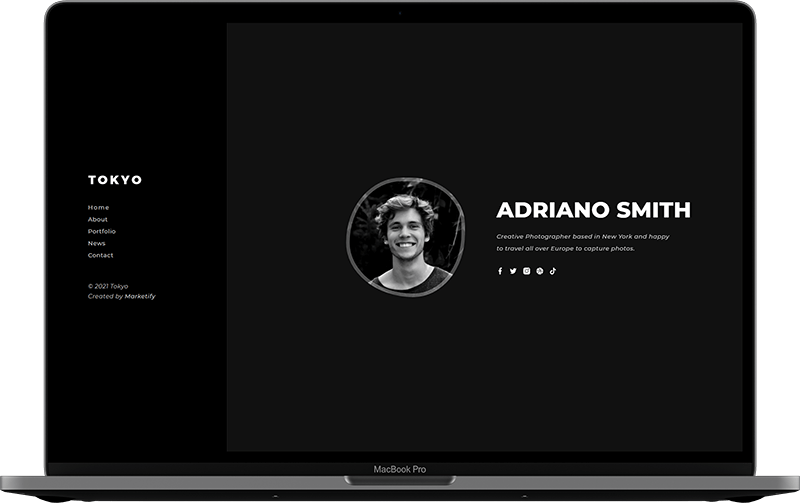 TOKYO
Home
About
Portfolio
News
Contact
© 2021 Tokyo
Created by Marketify
ADRIANO SMITH
Creative Photographer based in New York and happy
to travel all over Europe to capture photos.
MacBook Pro